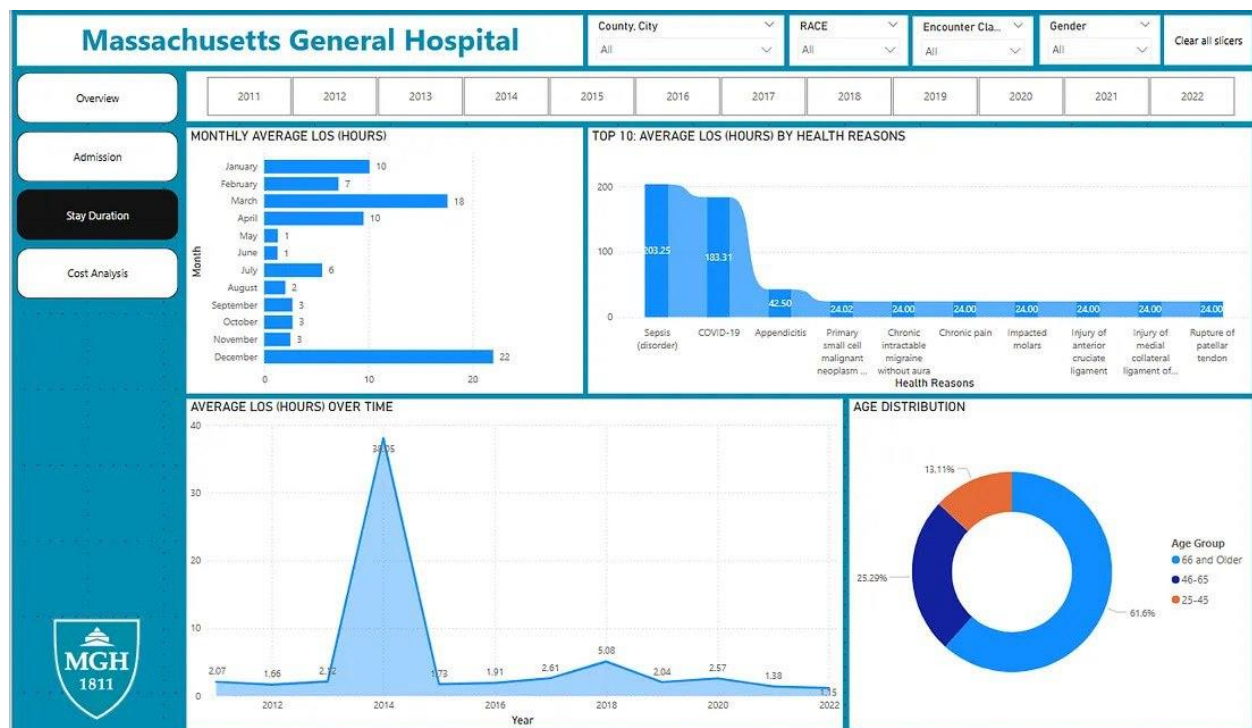 Massachusetts General Hospital
County, City
All
RACE
All
Encounter Cla...
All
Gender
All
Clear all slicers
Overview
Admission
Stay Duration
Cost Analysis
2011 2012 2013 2014 2015 2016 2017 2018 2019 2020 2021 2022
MONTHLY AVERAGE LOS (HOURS)
Month
January 10
February 7
March 18
April 10
May 1
June 1
July 6
August 2
September 3
October 3
November 3
December 22
0 10 20
TOP 10: AVERAGE LOS (HOURS) BY HEALTH REASONS
200
100
0
203.25 183.31 42.50 24.02 24.00 24.00 24.00 24.00 24.00 24.00
Sepsis
(disorder)
COVID-19
Appendicitis
Primary
small cell
malignant
neoplasm ...
Chronic
intractable
migraine
without aura
Chronic pain
Impacted
molars
Injury of
anterior
cruciate
ligament
Injury of
medial
collateral
ligament of...
Rupture of
patellar
tendon
Health Reasons
AVERAGE LOS (HOURS) OVER TIME
40
30
20
10
0
2.07 1.66 2.12 38.05 1.73 1.91 2.61 5.08 2.04 2.57 1.38 1.15
2012 2014 2016 2018 2020 2022
Year
AGE DISTRIBUTION
13.11%
25.29%
61.6%
Age Group
66 and Older
46-65
25-45
MGH
1811